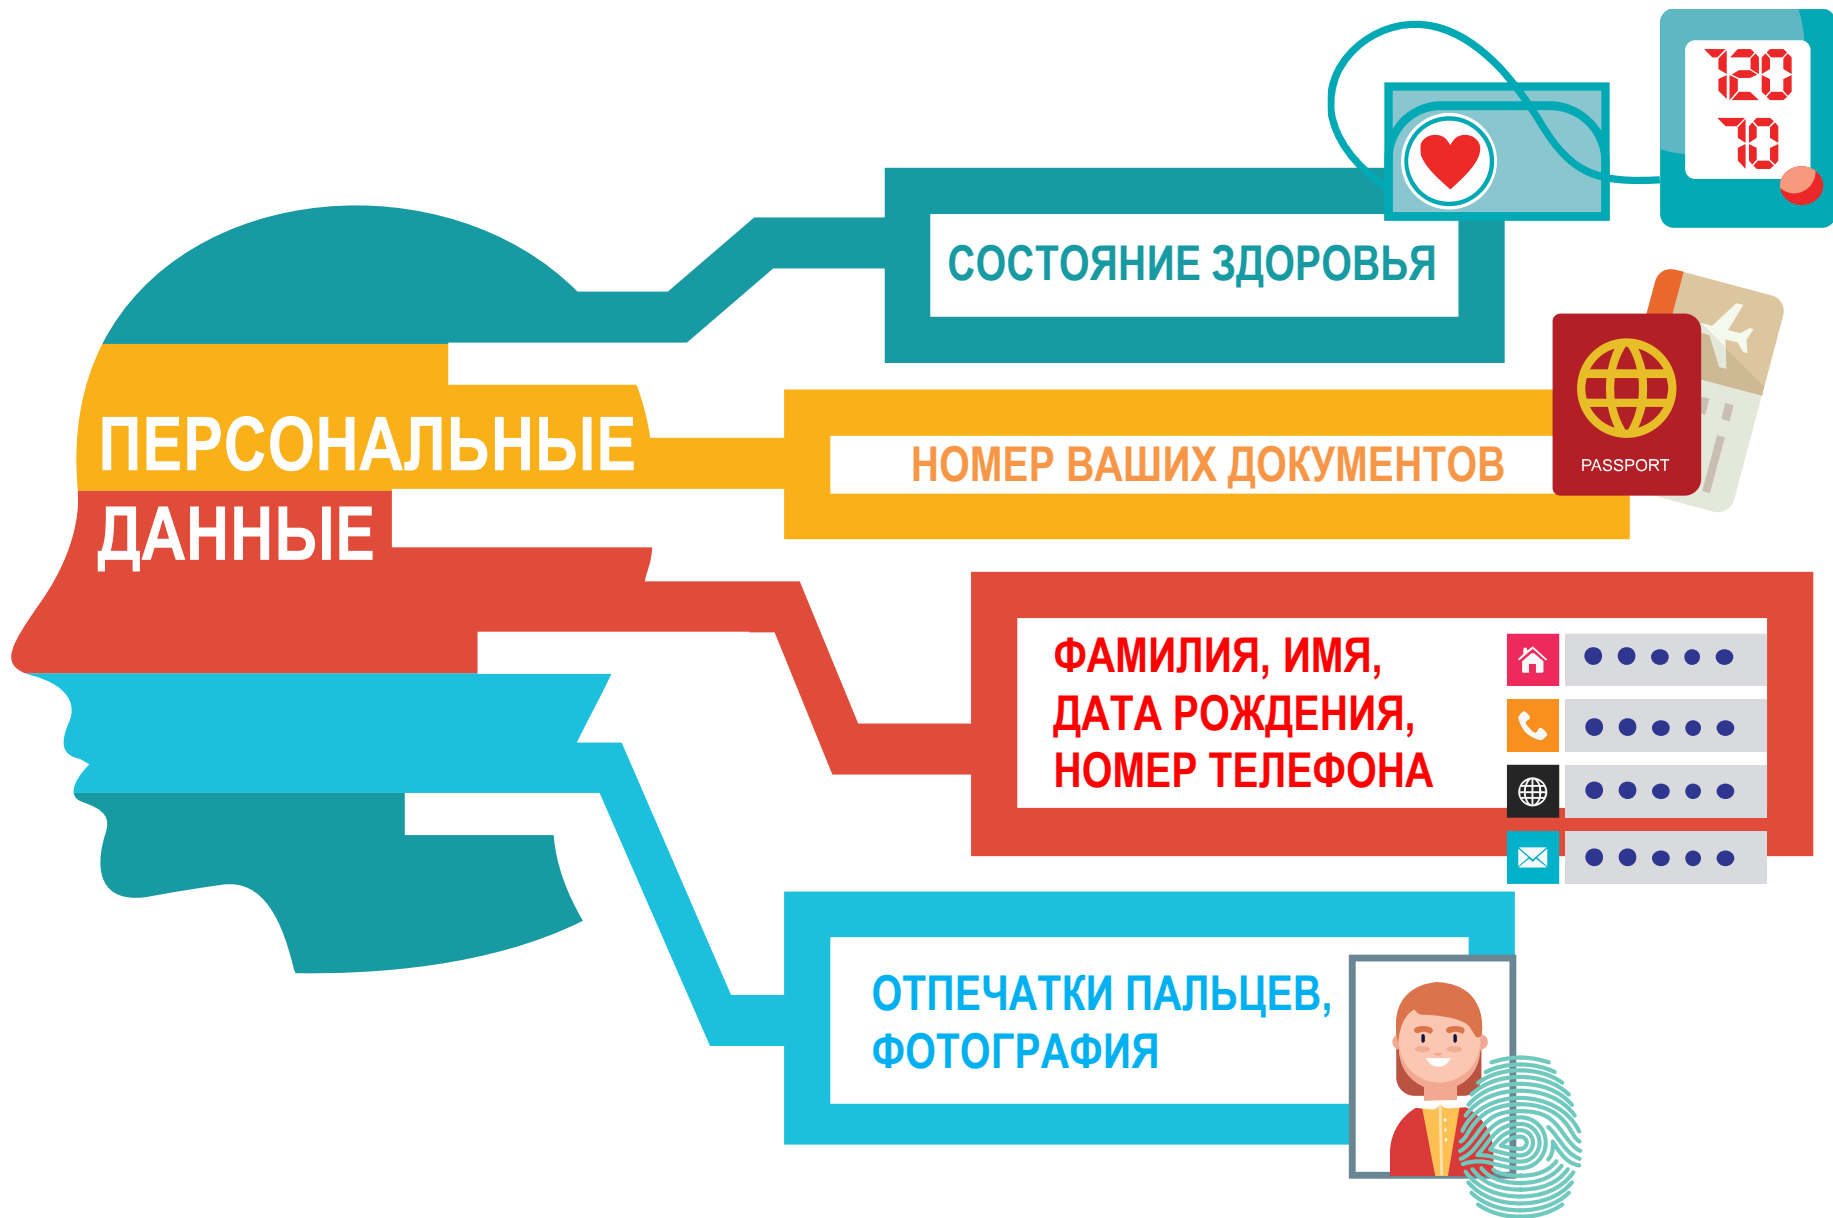 120
70
СОСТОЯНИЕ ЗДОРОВЬЯ
ПЕРСОНАЛЬНЫЕ
ДАННЫЕ
НОМЕР ВАШИХ ДОКУМЕНТОВ
PASSPORT
ФАМИЛИЯ, ИМЯ,
ДАТА РОЖДЕНИЯ,
НОМЕР ТЕЛЕФОНА
ОТПЕЧАТКИ ПАЛЬЦЕВ,
ФОТОГРАФИЯ